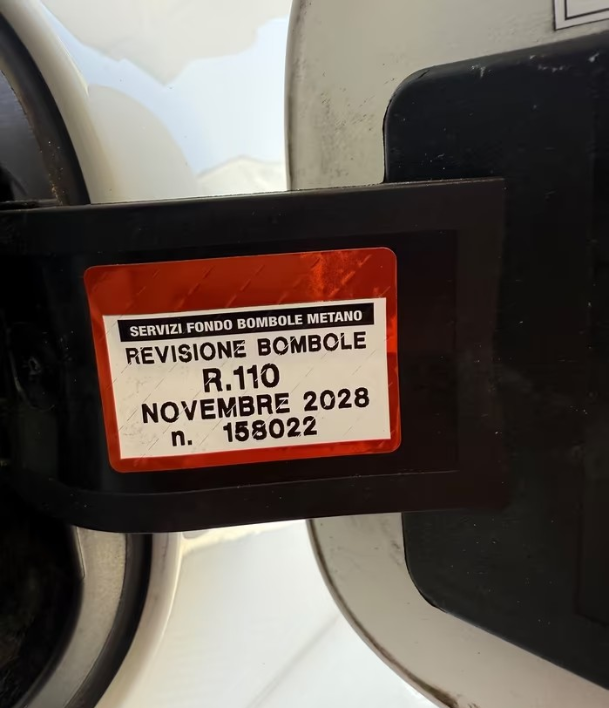 SERVIZI FONDO BOMBOLE METANO
REVISIONE BOMBOLE
R.110
NOVEMBRE 2028
n. 158022